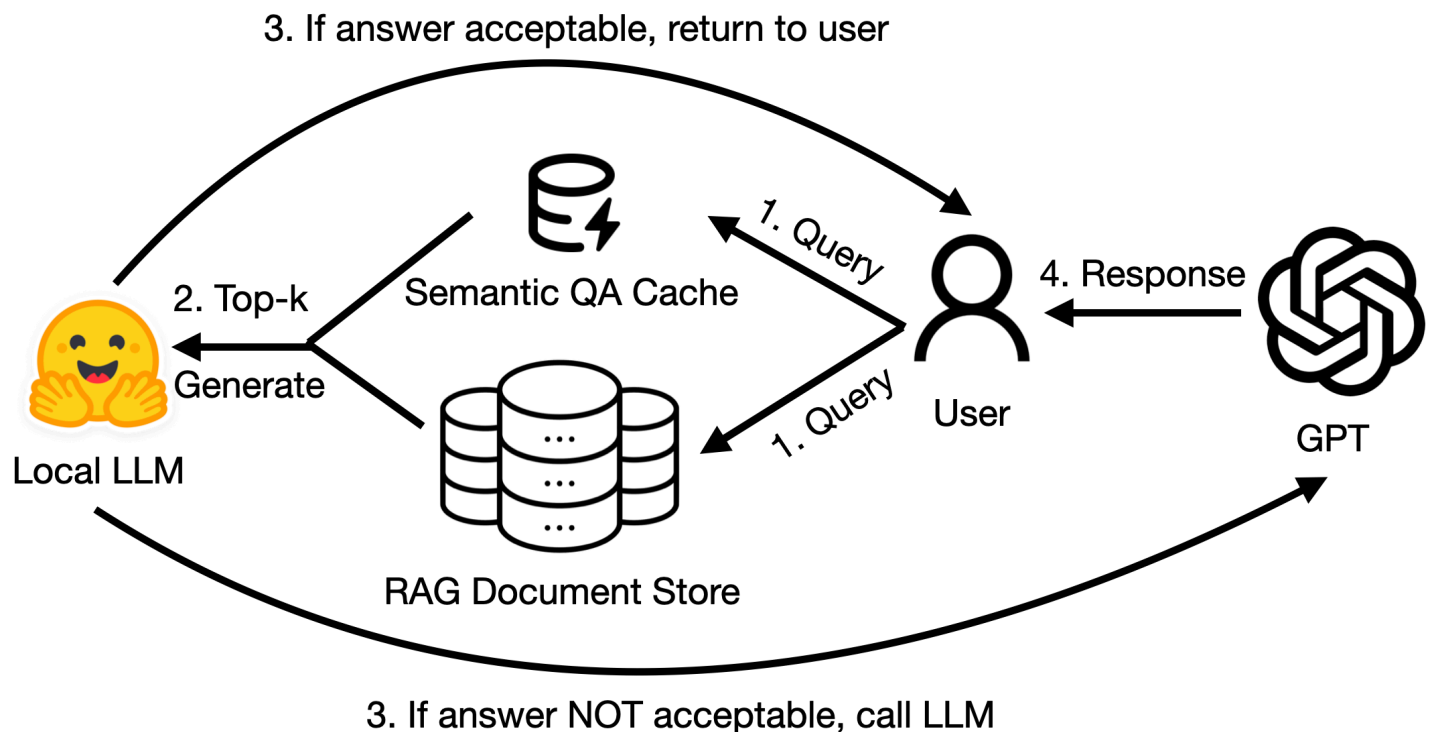 3. If answer acceptable, return to user
1. Query
4. Response
Semantic QA Cache
2. Top-k
Generate
1. Query
User
GPT
Local LLM
RAG Document Store
3. If answer NOT acceptable, call LLM